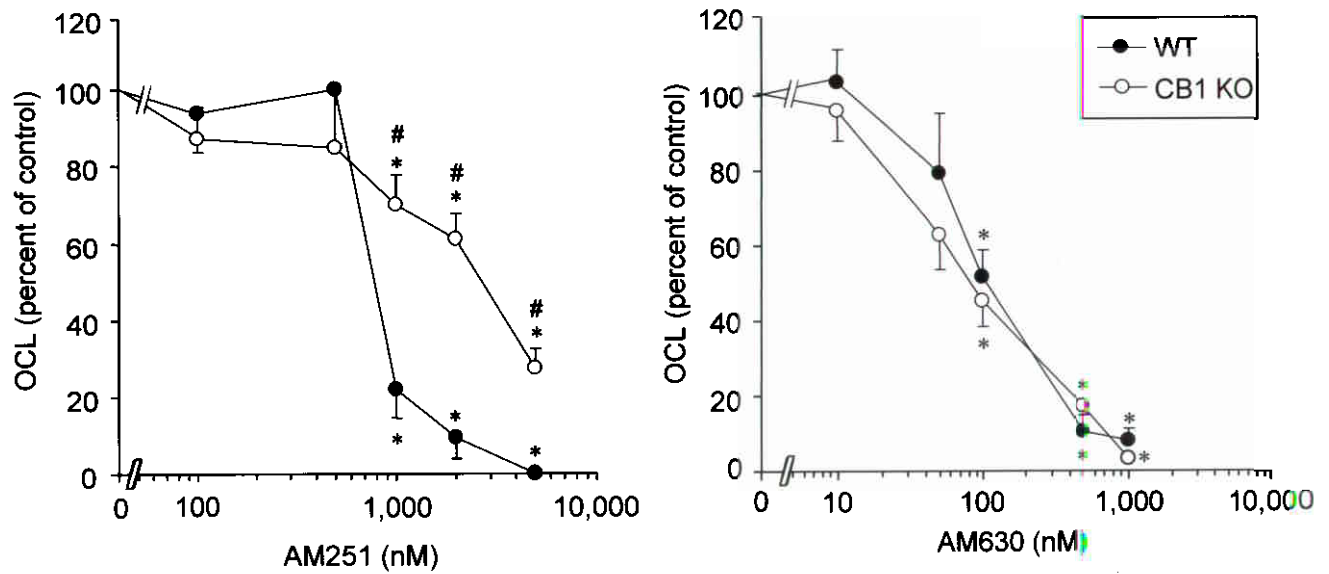 OCL (percent of control)
120
100
80
60
40
20
0
# # #
* * *
* * *
0 100 1,000 10,000
AM251 (nM)
OCL (percent of control)
120
100
80
60
40
20
0
WT
CB1 KO
* * *
* * *
0 10 100 1,000 10,000
AM630 (nM)